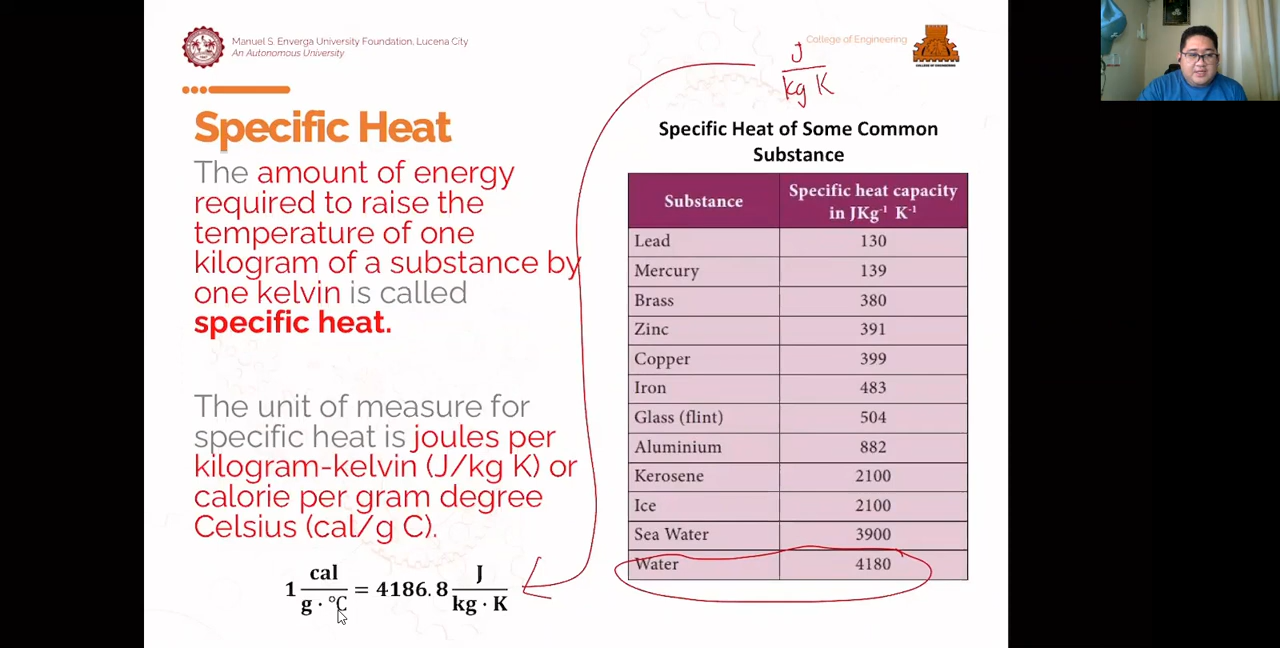 Manuel S. Enverga University Foundation, Lucena City
An Autonomous University
College of Engineering
COLLEGE OF ENGINEERING
J
kg K
Specific Heat
The amount of energy
required to raise the
temperature of one
kilogram of a substance by
one kelvin is called
specific heat.
The unit of measure for
specific heat is joules per
kilogram-kelvin (J/kg K) or
calorie per gram degree
Celsius (cal/g C).
1 cal/g · °C = 4186.8 J/kg · K
Specific Heat of Some Common
Substance
Substance Specific heat capacity in JKg⁻¹ K⁻¹
Lead 130
Mercury 139
Brass 380
Zinc 391
Copper 399
Iron 483
Glass (flint) 504
Aluminium 882
Kerosene 2100
Ice 2100
Sea Water 3900
Water 4180